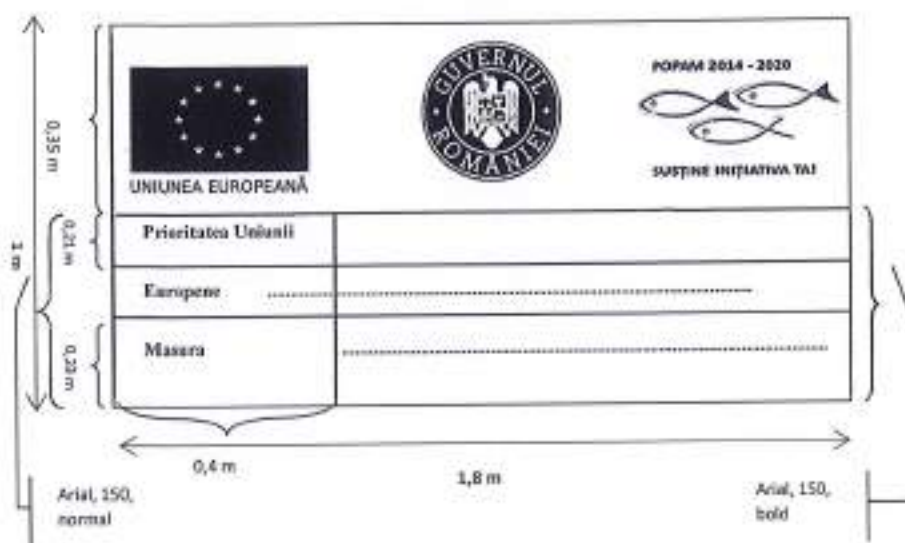 POPAM 2014 - 2020
GUVERNUL ROMÂNIEI
UNIUNEA EUROPEANĂ
SUSȚINE INIȚIATIVA TA!
0,35 m
1 m
0,21 m
Prioritatea Uniunii
Europene ..........................................................
Masura ..........................................................
0,23 m
0,4 m
1,8 m
Arial, 150,
normal
Arial, 150,
bold